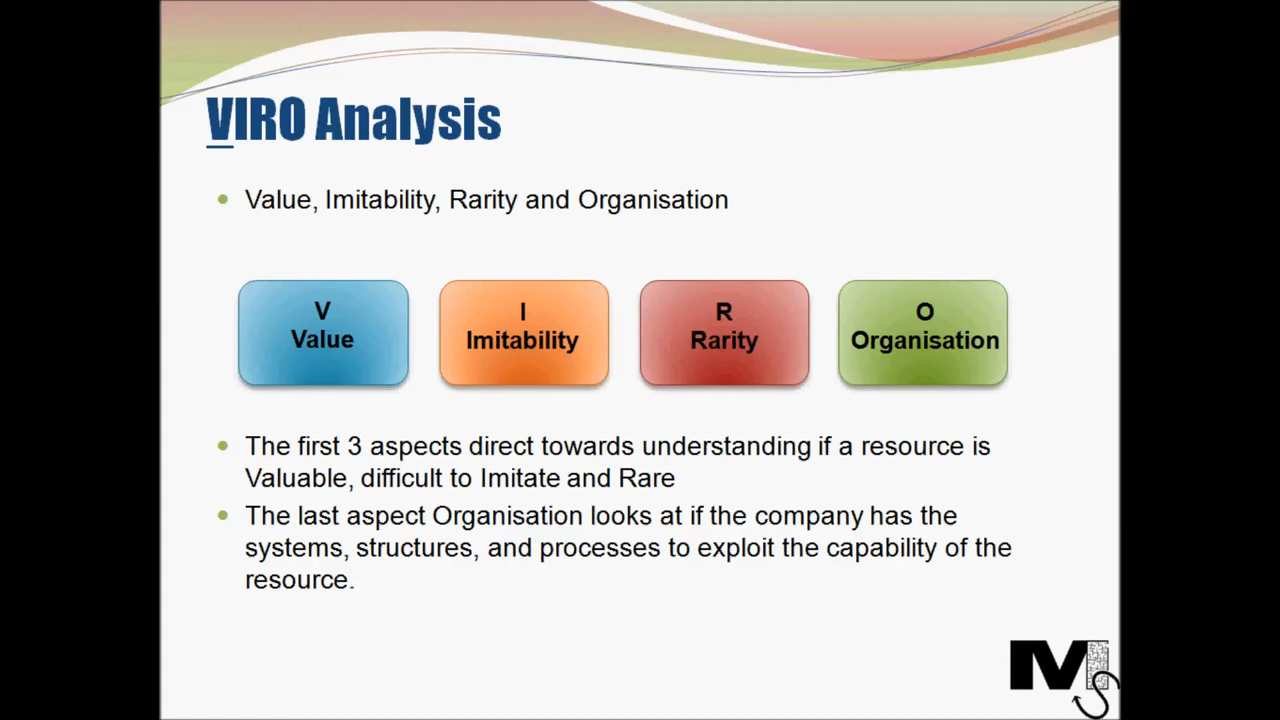 VIRO Analysis
Value, Imitability, Rarity and Organisation
V
Value
I
Imitability
R
Rarity
O
Organisation
The first 3 aspects direct towards understanding if a resource is
Valuable, difficult to Imitate and Rare
The last aspect Organisation looks at if the company has the
systems, structures, and processes to exploit the capability of the
resource.